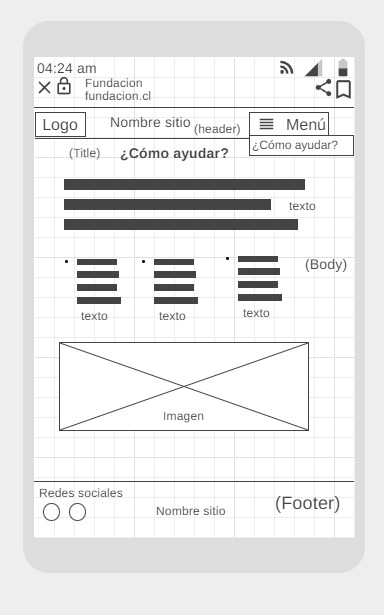 04:24 am
Fundacion
fundacion.cl
Logo
Nombre sitio
(header)
Menú
¿Cómo ayudar?
(Title)
¿Cómo ayudar?
texto
texto
texto
texto
(Body)
Imagen
Redes sociales
Nombre sitio
(Footer)